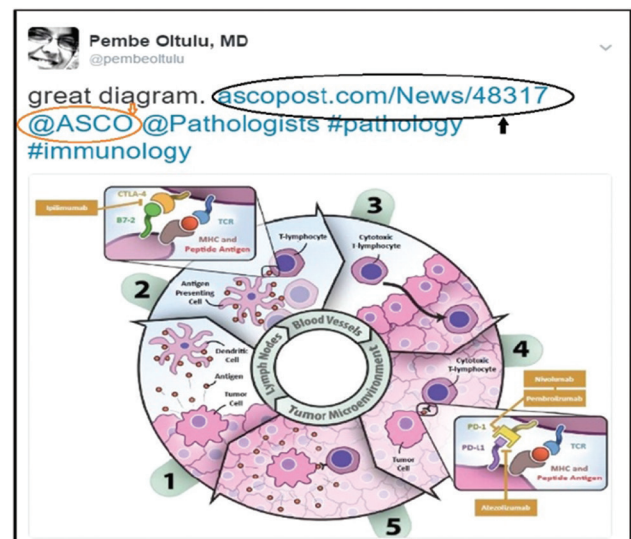 Pembe Oltulu, MD
@pembeoltulu
great diagram. ascopost.com/News/48317
@ASCO @Pathologists #pathology
#immunology
Ipilimumab
CTLA-4
B7-2
TCR
MHC and
Peptide Antigen
T-lymphocyte
Antigen
Presenting
Cell
3
Cytotoxic
T-lymphocyte
2
Dendritic
Cell
Antigen
Tumor
Cell
Lymph Nodes
Blood Vessels
Tumor Microenvironment
4
Cytotoxic
T-lymphocyte
Nivolumab
Pembrolizumab
PD-1
PD-L1
TCR
MHC and
Peptide Antigen
Tumor
Cell
Atezolizumab
1
5